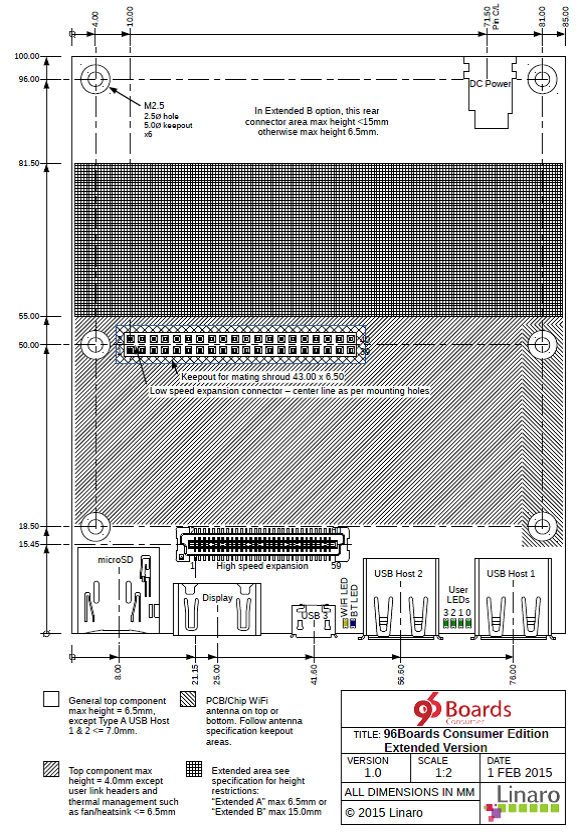 4.00
10.00
71.50
Pin C/L
81.00
85.00
100.00
96.00
81.50
55.00
50.00
18.50
15.45
0
DC Power
M2.5
2.5Ø hole
5.0Ø keepout
x6
In Extended B option, this rear
connector area max height <15mm
otherwise max height 6.5mm.
Keepout for mating shroud 43.00 x 6.50
Low speed expansion connector – center line as per mounting holes.
microSD
1
High speed expansion
59
Display
USB 3
WiFi LED
BT LED
USB Host 2
User
LEDs
3 2 1 0
USB Host 1
0
8.00
21.15
25.00
41.60
56.60
76.00
General top component
max height = 6.5mm,
except Type A USB Host
1 & 2 <= 7.0mm.
PCB/Chip WiFi
antenna on top or
bottom. Follow antenna
specification keepout
areas.
Top component max
height = 4.0mm except
user link headers and
thermal management such
as fan/heatsink <= 6.5mm
Extended area see
specification for height
restrictions:
"Extended A" max 6.5mm or
"Extended B" max 15.0mm
96Boards
Consumer
TITLE: 96Boards Consumer Edition
Extended Version
VERSION
1.0
SCALE
1:2
DATE
1 FEB 2015
ALL DIMENSIONS IN MM
© 2015 Linaro
Linaro